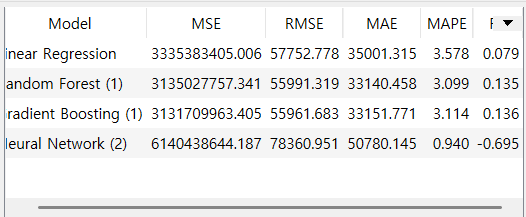 Model MSE RMSE MAE MAPE
inear Regression 3335383405.006 57752.778 35001.315 3.578 0.079
andom Forest (1) 3135027757.341 55991.319 33140.458 3.099 0.135
radient Boosting (1) 3131709963.405 55961.683 33151.771 3.114 0.136
eural Network (2) 6140438644.187 78360.951 50780.145 0.940 -0.695